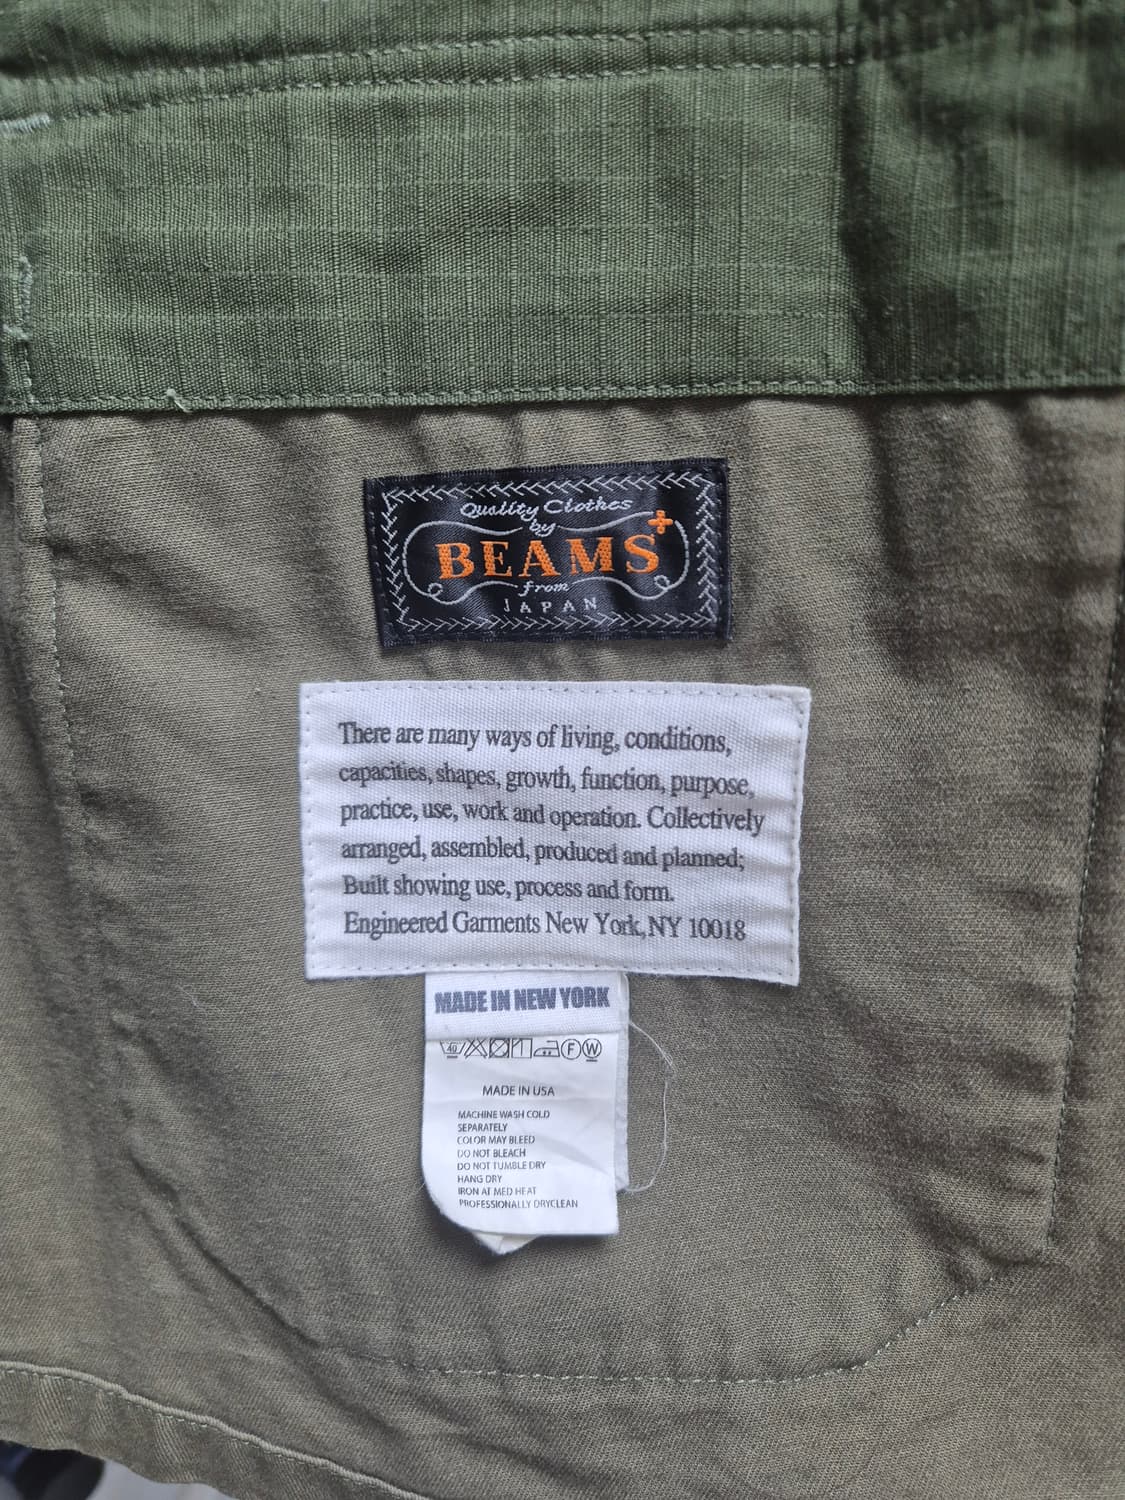 Quality Clothes
by
BEAMS+
from
JAPAN
There are many ways of living, conditions,
capacities, shapes, growth, function, purpose,
practice, use, work and operation. Collectively
arranged, assembled, produced and planned;
Built showing use, process and form.
Engineered Garments New York, NY 10018
MADE IN NEW YORK
40 F W
MADE IN USA
MACHINE WASH COLD
SEPARATELY
COLOR MAY BLEED
DO NOT BLEACH
DO NOT TUMBLE DRY
HANG DRY
IRON AT MED HEAT
PROFESSIONALLY DRYCLEAN